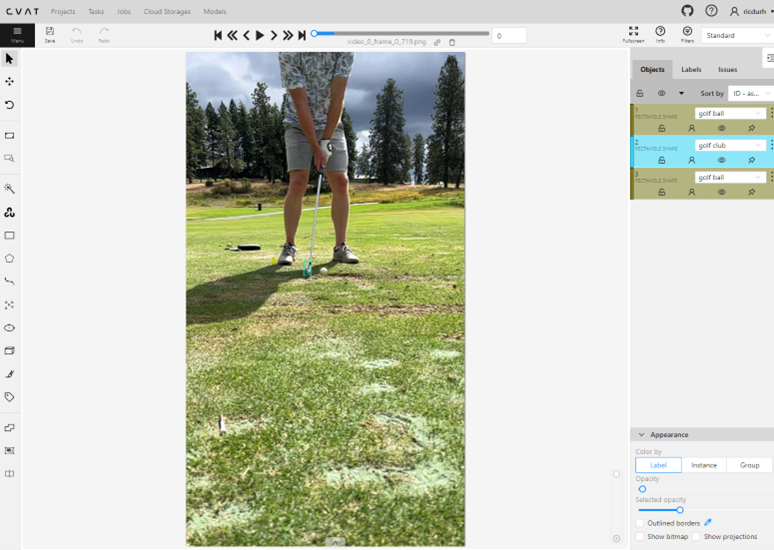 CVAT
Projects
Tasks
Jobs
Cloud Storages
Models
ricdurh
Menu
Save
Undo
Redo
video_0_frame_0_719.png
0
Fullscreen
Info
Filters
Standard
Objects
Labels
Issues
Sort by
ID - as...
1
RECTANGLE SHAPE
golf ball
2
RECTANGLE SHAPE
golf club
3
RECTANGLE SHAPE
golf ball
Appearance
Color by
Label
Instance
Group
Opacity
Selected opacity
Outlined borders
Show bitmap
Show projections